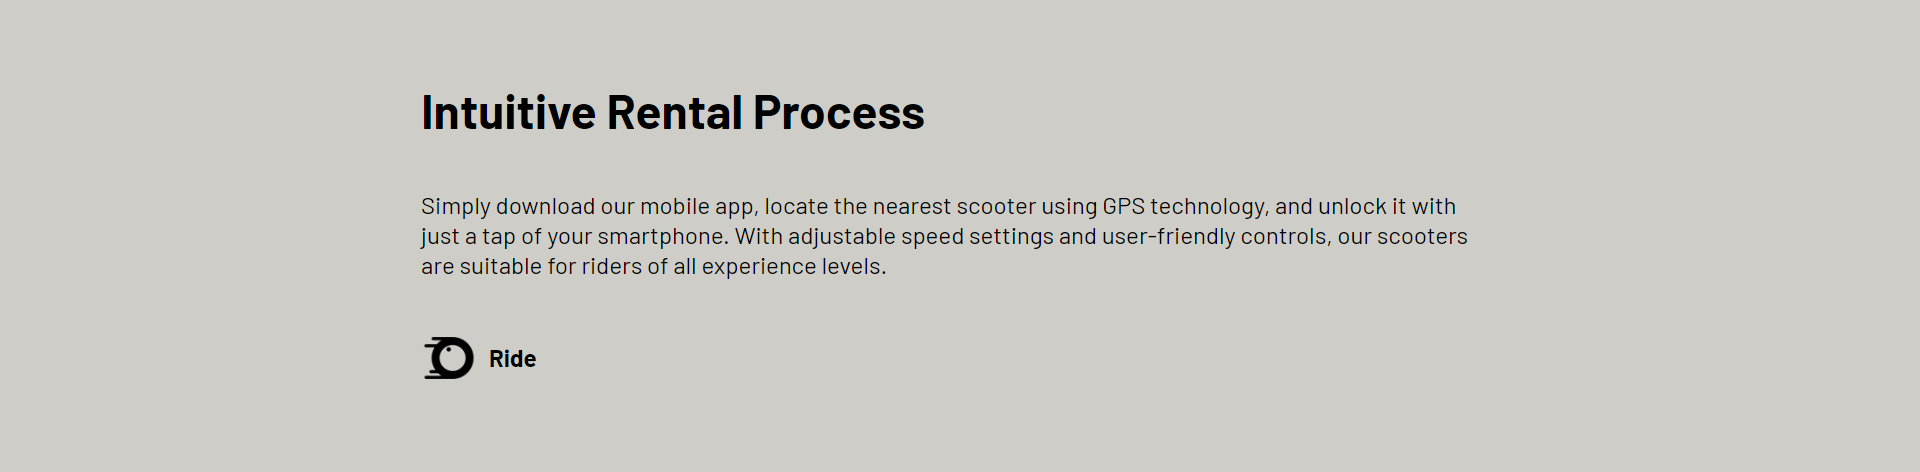 Intuitive Rental Process
Simply download our mobile app, locate the nearest scooter using GPS technology, and unlock it with
just a tap of your smartphone. With adjustable speed settings and user-friendly controls, our scooters
are suitable for riders of all experience levels.
Ride